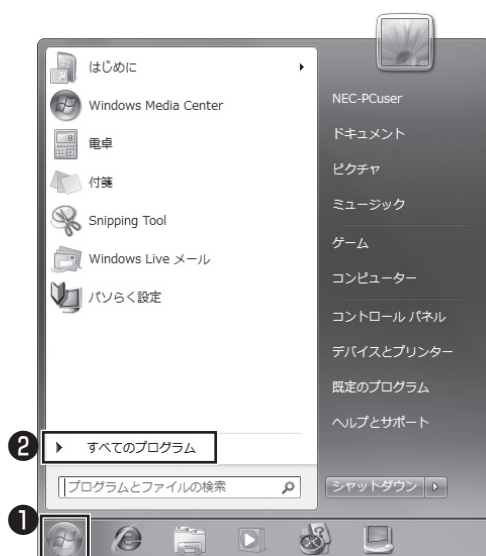 はじめに
Windows Media Center
電卓
付箋
Snipping Tool
Windows Live メール
パソらく設定
❷ すべてのプログラム
プログラムとファイルの検索
❶
NEC-PCuser
ドキュメント
ピクチャ
ミュージック
ゲーム
コンピューター
コントロール パネル
デバイスとプリンター
既定のプログラム
ヘルプとサポート
シャットダウン